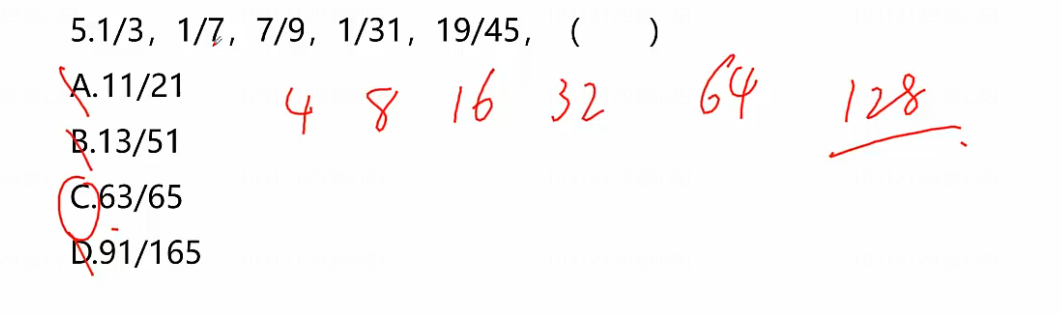 5.1/3，1/7，7/9，1/31，19/45，（　　）
A.11/21
4 8 16 32 64 128
B.13/51
C.63/65
D.91/165